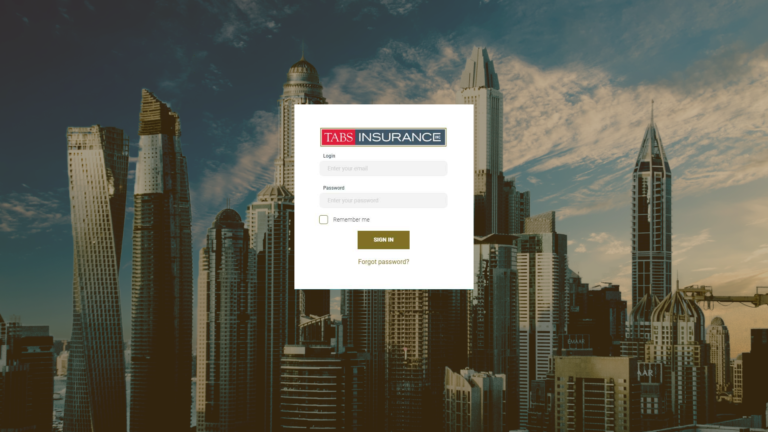 TABS INSURANCE
Login
Enter your email
Password
Enter your password
Remember me
SIGN IN
Forgot password?